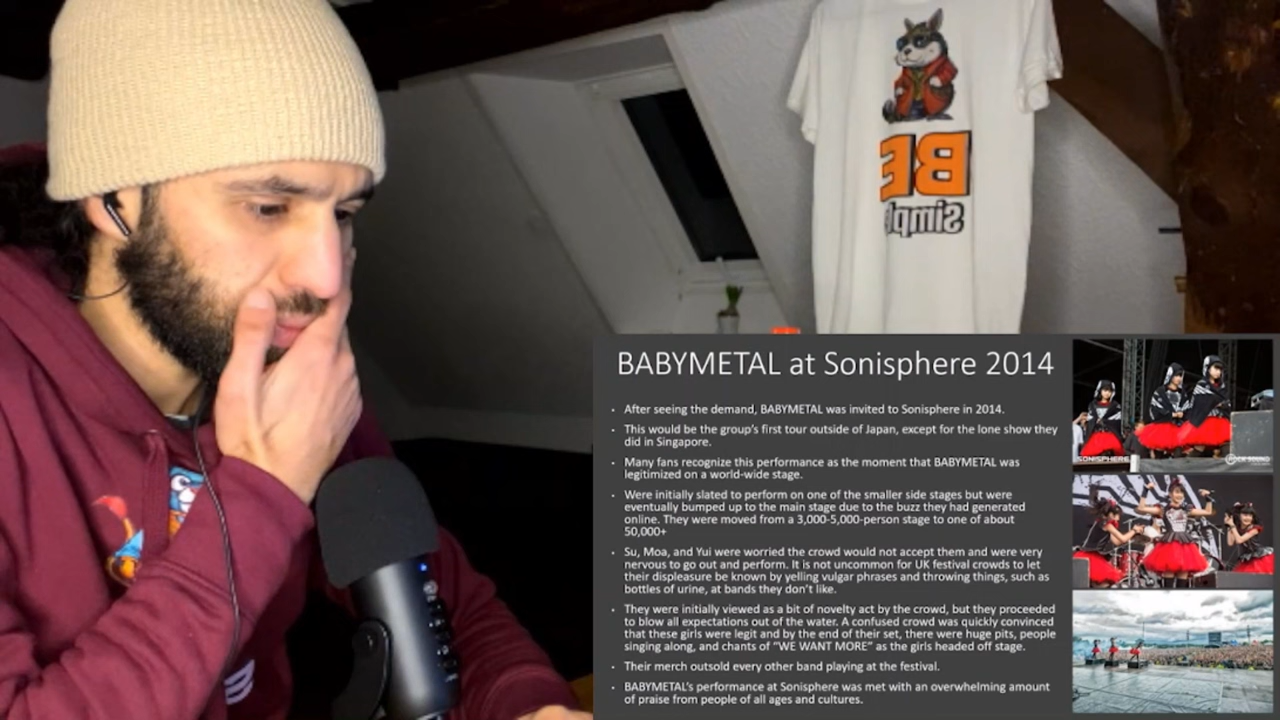 BE
Simple
BABYMETAL at Sonisphere 2014
• After seeing the demand, BABYMETAL was invited to Sonisphere in 2014.
• This would be the group's first tour outside of Japan, except for the lone show they
did in Singapore.
• Many fans recognize this performance as the moment that BABYMETAL was
legitimized on a world-wide stage.
• Were initially slated to perform on one of the smaller side stages but were
eventually bumped up to the main stage due to the buzz they had generated
online. They were moved from a 3,000-5,000-person stage to one of about
50,000+
• Su, Moa, and Yui were worried the crowd would not accept them and were very
nervous to go out and perform. It is not uncommon for UK festival crowds to let
their displeasure be known by yelling vulgar phrases and throwing things, such as
bottles of urine, at bands they don't like.
• They were initially viewed as a bit of novelty act by the crowd, but they proceeded
to blow all expectations out of the water. A confused crowd was quickly convinced
that these girls were legit and by the end of their set, there were huge pits, people
singing along, and chants of "WE WANT MORE" as the girls headed off stage.
• Their merch outsold every other band playing at the festival.
• BABYMETAL's performance at Sonisphere was met with an overwhelming amount
of praise from people of all ages and cultures.
SONISPHERE